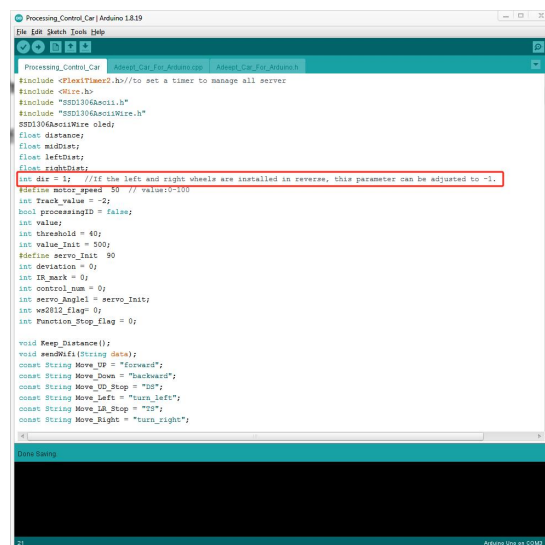 Processing_Control_Car | Arduino 1.8.19
File Edit Sketch Tools Help
Processing_Control_Car Adeept_Car_For_Arduino.cpp Adeept_Car_For_Arduino.h
#include <FlexiTimer2.h>//to set a timer to manage all server
#include <Wire.h>
#include "SSD1306Ascii.h"
#include "SSD1306AsciiWire.h"
SSD1306AsciiWire oled;
float distance;
float midDist;
float leftDist;
float rightDist;
int dir = 1; //If the left and right wheels are installed in reverse, this parameter can be adjusted to -1.
#define motor_speed 50 // value:0-100
int Track_value = -2;
bool processingID = false;
int value;
int threshold = 40;
int value_Init = 500;
#define servo_Init 90
int deviation = 0;
int IR_mark = 0;
int control_num = 0;
int servo_Angle1 = servo_Init;
int ws2812_flag= 0;
int Function_Stop_flag = 0;
void Keep_Distance();
void sendWifi(String data);
const String Move_UP = "forward";
const String Move_Down = "backward";
const String Move_UD_Stop = "DS";
const String Move_Left = "turn_left";
const String Move_LR_Stop = "TS";
const String Move_Right = "turn_right";
Done Saving.
21 Arduino Uno on COM3